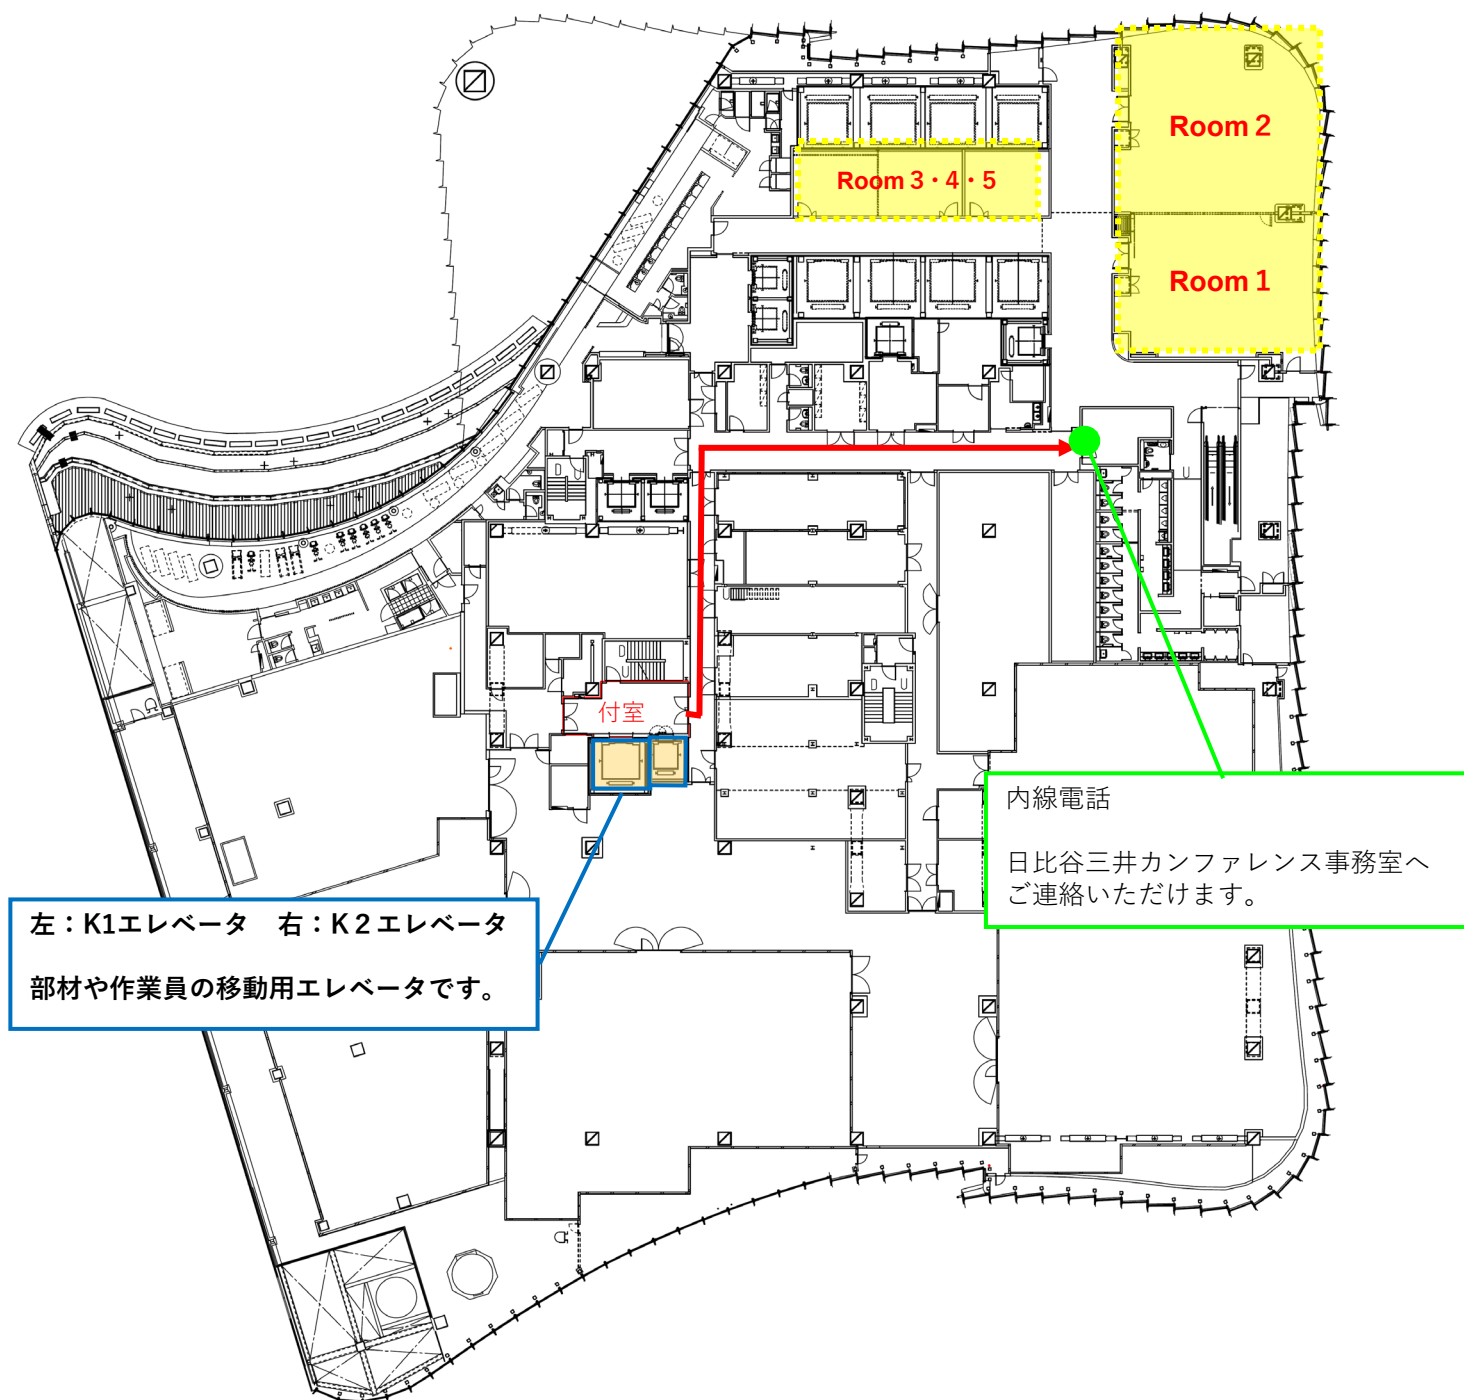 Room 2
Room 3・4・5
Room 1
付室
内線電話
日比谷三井カンファレンス事務室へ
ご連絡いただけます。
左：K1エレベータ　右：K２エレベータ
部材や作業員の移動用エレベータです。